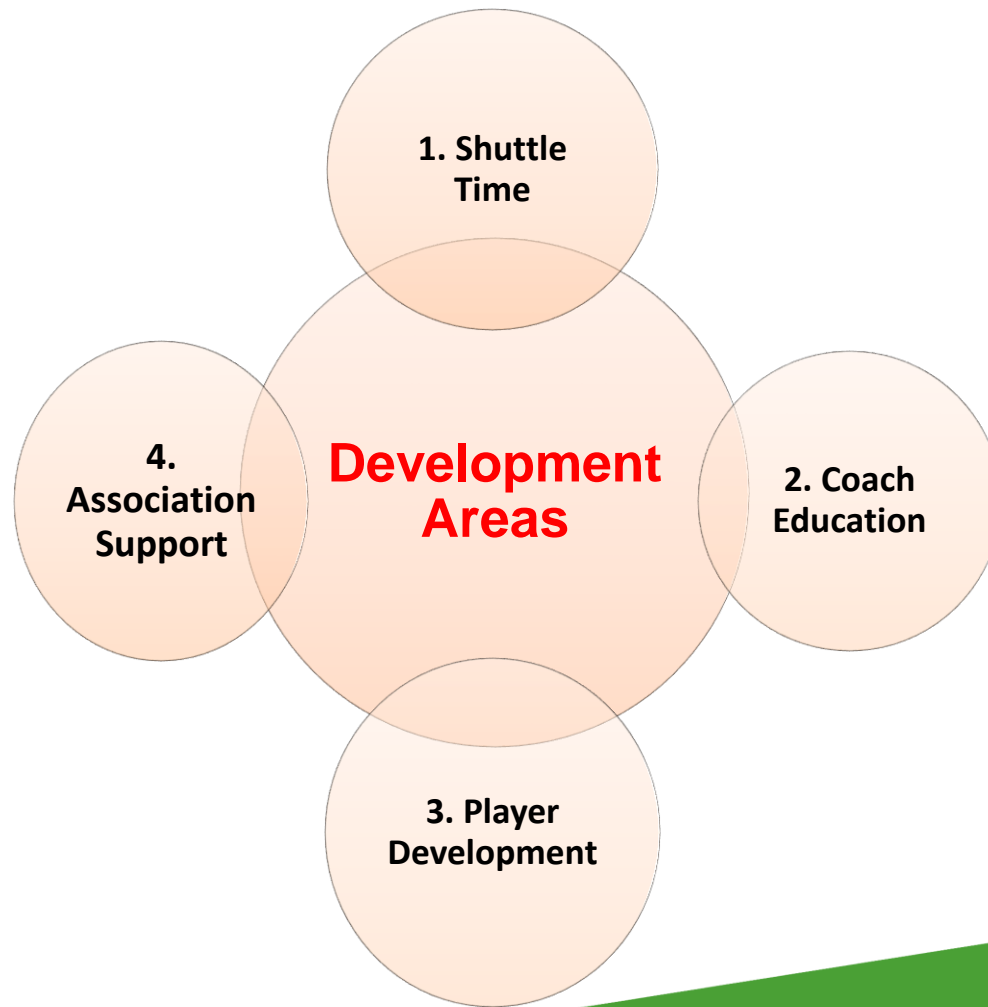 1. Shuttle
Time
4.
Association
Support
Development
Areas
2. Coach
Education
3. Player
Development